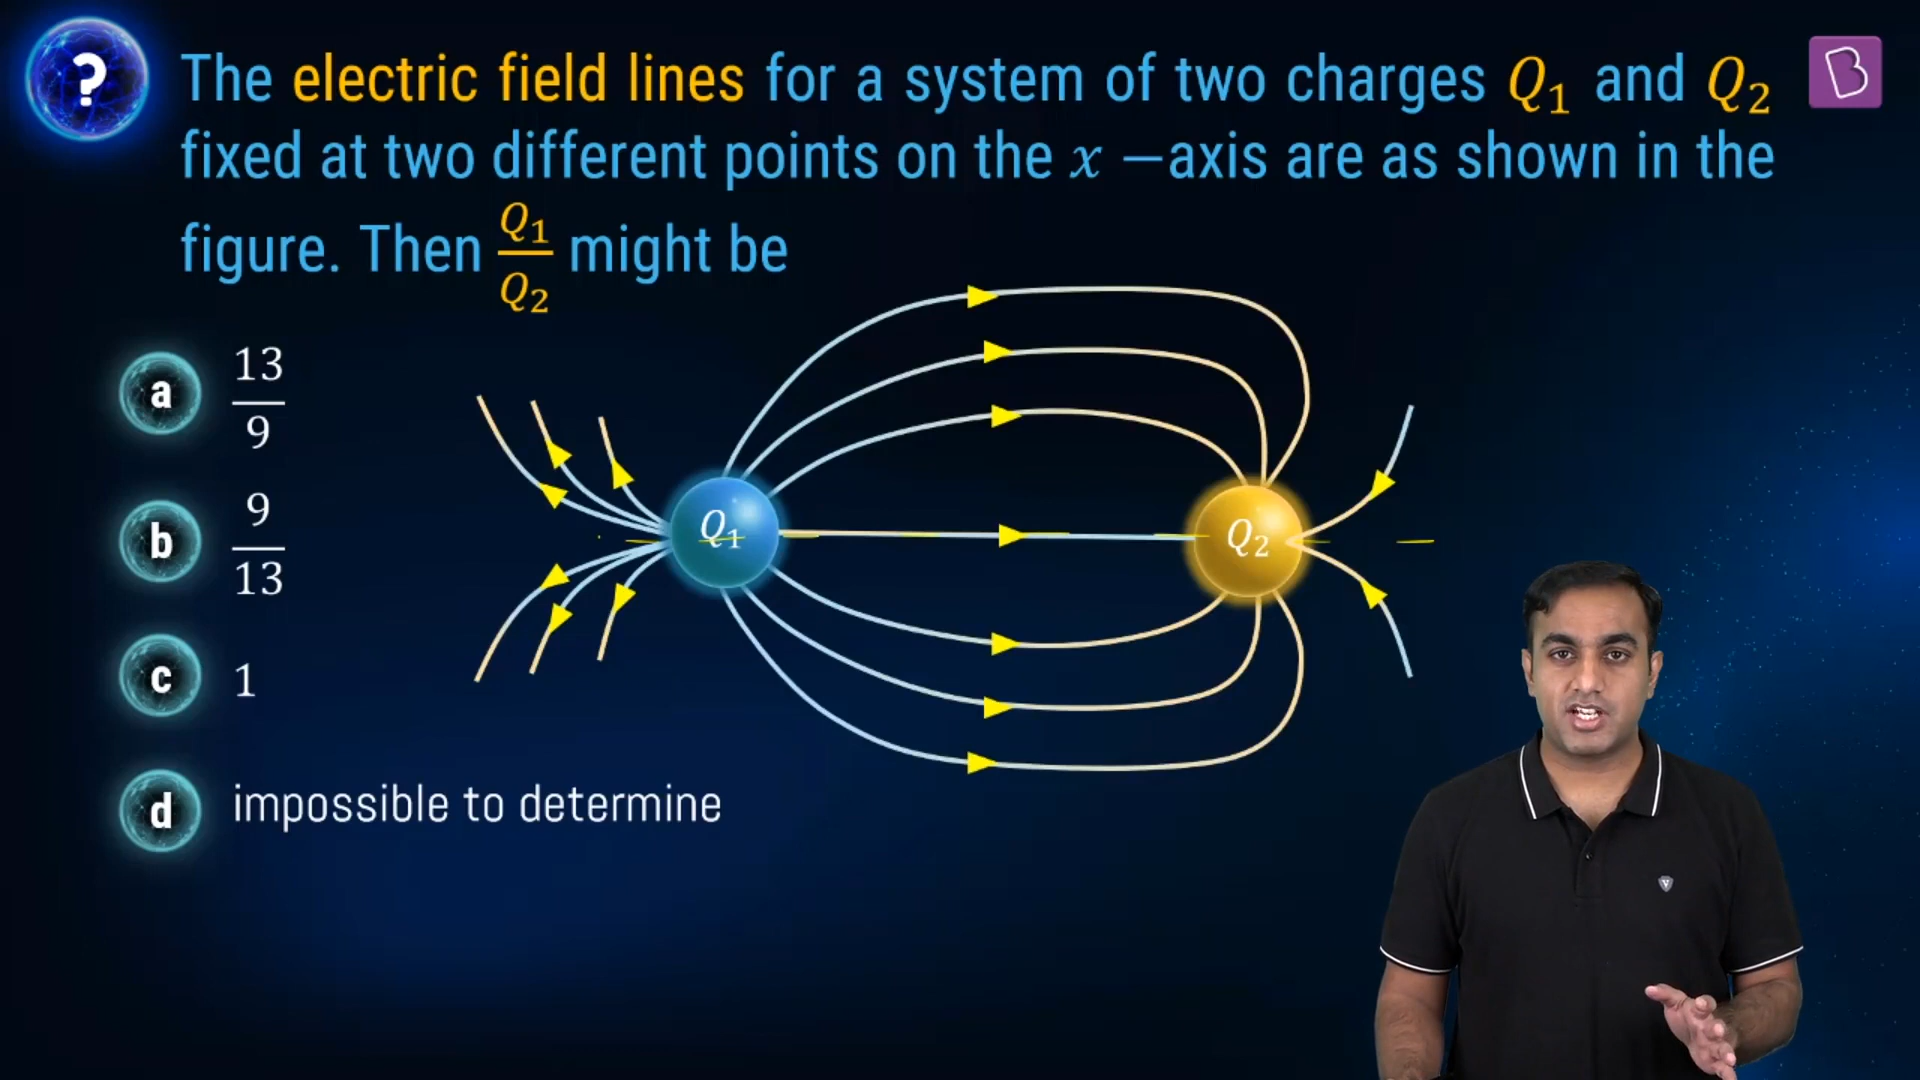 ?
The electric field lines for a system of two charges Q₁ and Q₂
fixed at two different points on the x –axis are as shown in the
figure. Then Q₁/Q₂ might be
a 13/9
b 9/13
c 1
d impossible to determine
Q₁
Q₂
B